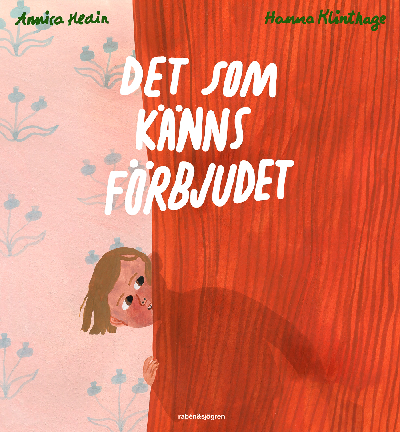 Annica Hedin
Hanna Klinthage
DET SOM
KÄNNS
FÖRBJUDET
rabén&sjögren